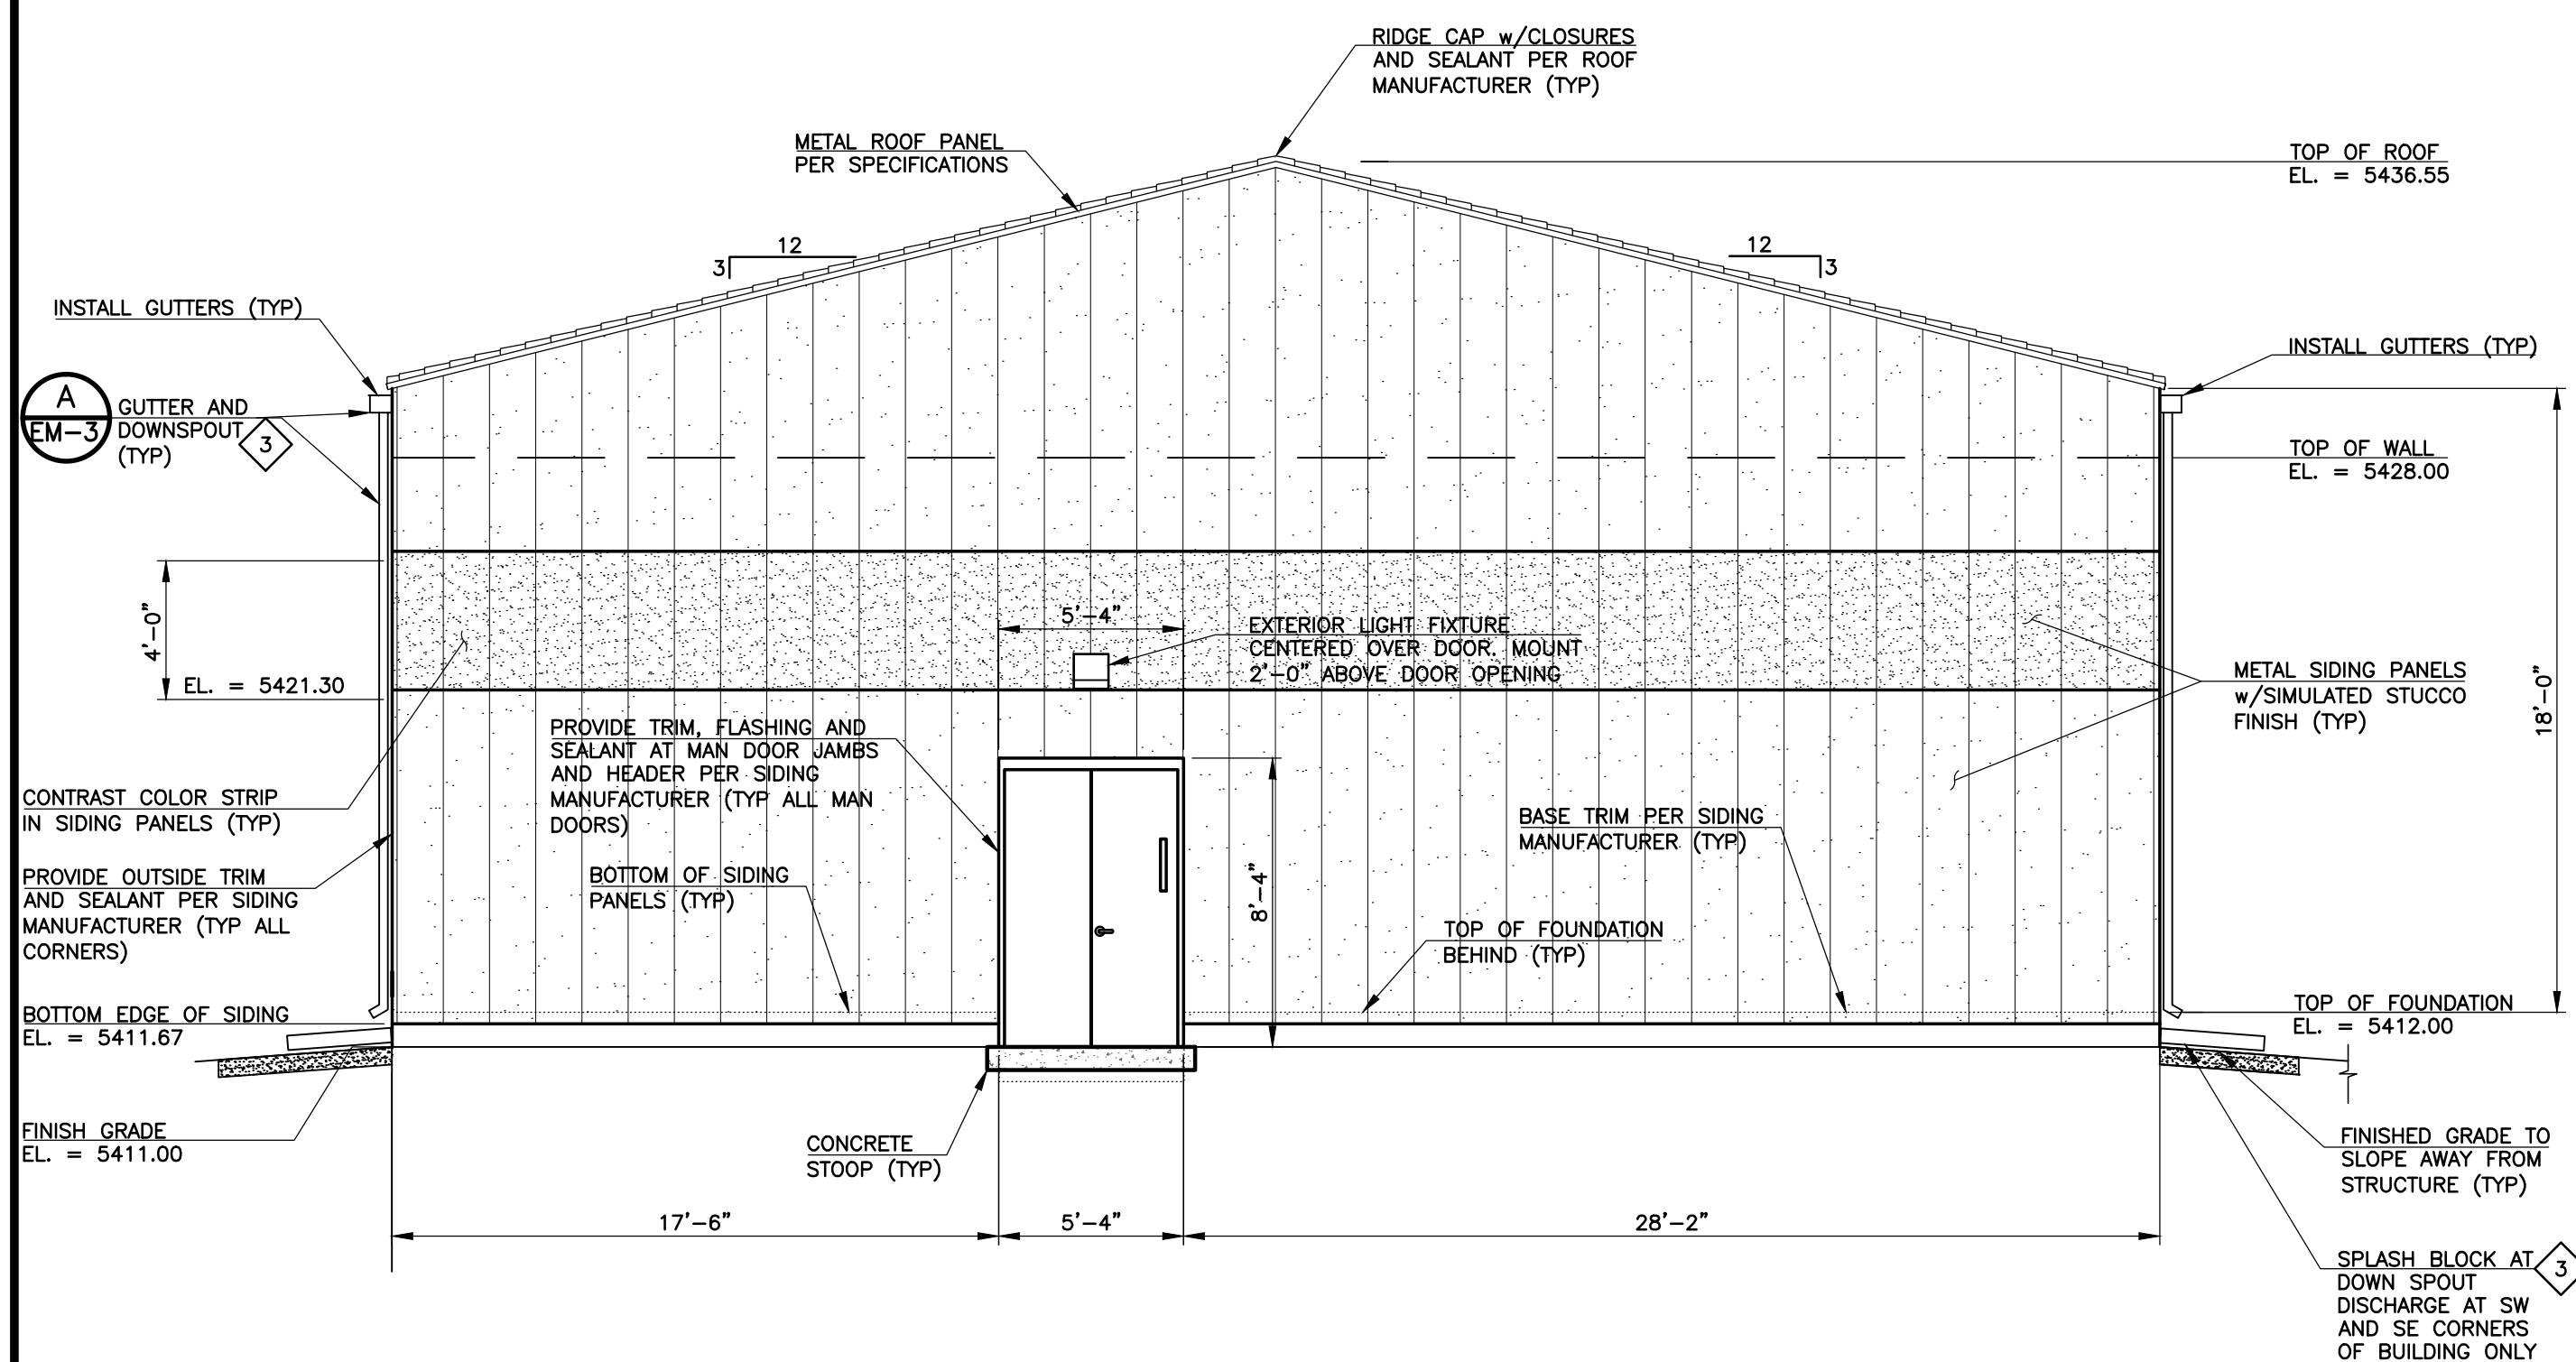 RIDGE CAP w/CLOSURES
AND SEALANT PER ROOF
MANUFACTURER (TYP)
METAL ROOF PANEL
PER SPECIFICATIONS
TOP OF ROOF
EL. = 5436.55
12
3
12
3
INSTALL GUTTERS (TYP)
INSTALL GUTTERS (TYP)
A
EM-3
GUTTER AND
DOWNSPOUT
(TYP)
3
TOP OF WALL
EL. = 5428.00
4'-0"
EL. = 5421.30
5'-4"
EXTERIOR LIGHT FIXTURE
CENTERED OVER DOOR. MOUNT
2'-0" ABOVE DOOR OPENING
METAL SIDING PANELS
w/SIMULATED STUCCO
FINISH (TYP)
18'-0"
PROVIDE TRIM, FLASHING AND
SEALANT AT MAN DOOR JAMBS
AND HEADER PER SIDING
MANUFACTURER (TYP ALL MAN
DOORS)
CONTRAST COLOR STRIP
IN SIDING PANELS (TYP)
BASE TRIM PER SIDING
MANUFACTURER (TYP)
PROVIDE OUTSIDE TRIM
AND SEALANT PER SIDING
MANUFACTURER (TYP ALL
CORNERS)
BOTTOM OF SIDING
PANELS (TYP)
8'-4"
TOP OF FOUNDATION
BEHIND (TYP)
BOTTOM EDGE OF SIDING
EL. = 5411.67
TOP OF FOUNDATION
EL. = 5412.00
FINISH GRADE
EL. = 5411.00
CONCRETE
STOOP (TYP)
FINISHED GRADE TO
SLOPE AWAY FROM
STRUCTURE (TYP)
17'-6"
5'-4"
28'-2"
SPLASH BLOCK AT
DOWN SPOUT
DISCHARGE AT SW
AND SE CORNERS
OF BUILDING ONLY
3